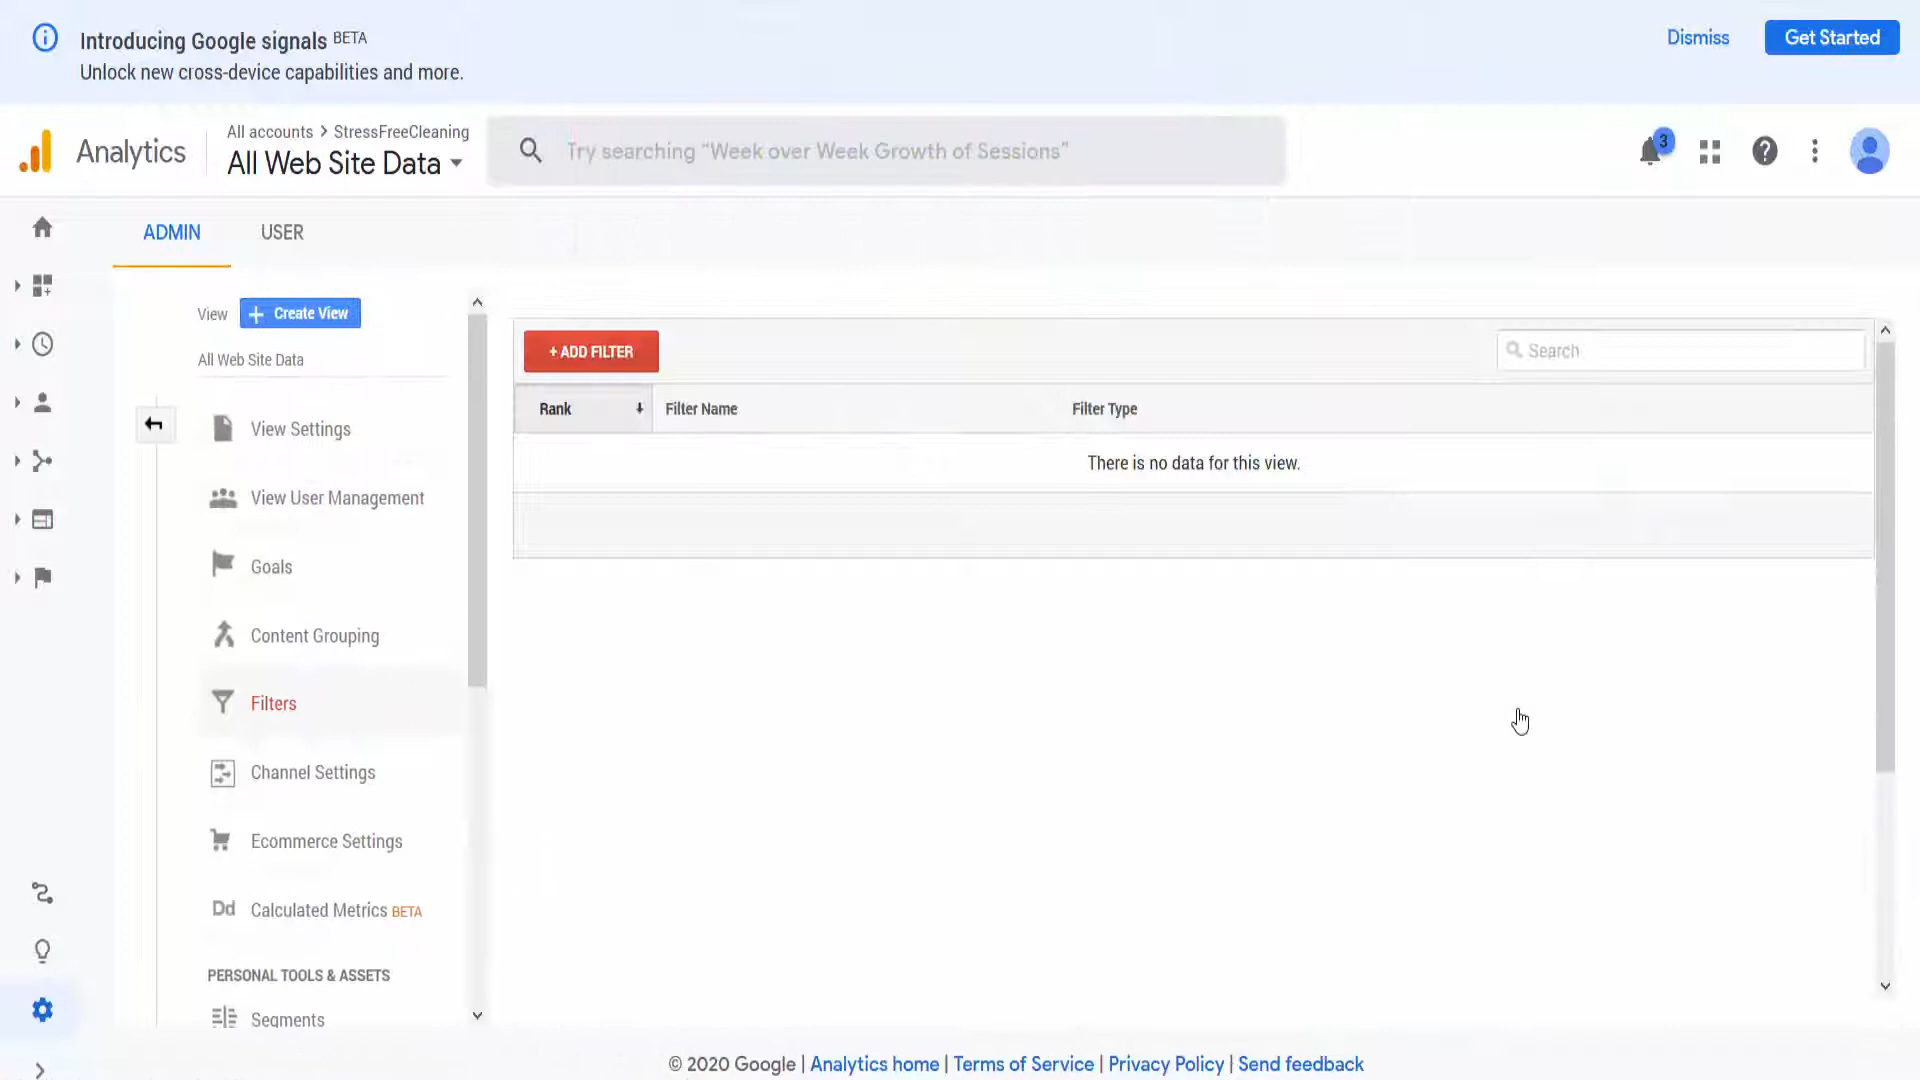 Introducing Google signals BETA
Unlock new cross-device capabilities and more.
Dismiss
Get Started
Analytics
All accounts > StressFreeCleaning
All Web Site Data
Try searching “Week over Week Growth of Sessions”
3
ADMIN
USER
View
+ Create View
All Web Site Data
View Settings
View User Management
Goals
Content Grouping
Filters
Channel Settings
Ecommerce Settings
Dd Calculated Metrics BETA
PERSONAL TOOLS & ASSETS
Segments
+ ADD FILTER
Search
Rank
Filter Name
Filter Type
There is no data for this view.
© 2020 Google | Analytics home | Terms of Service | Privacy Policy | Send feedback